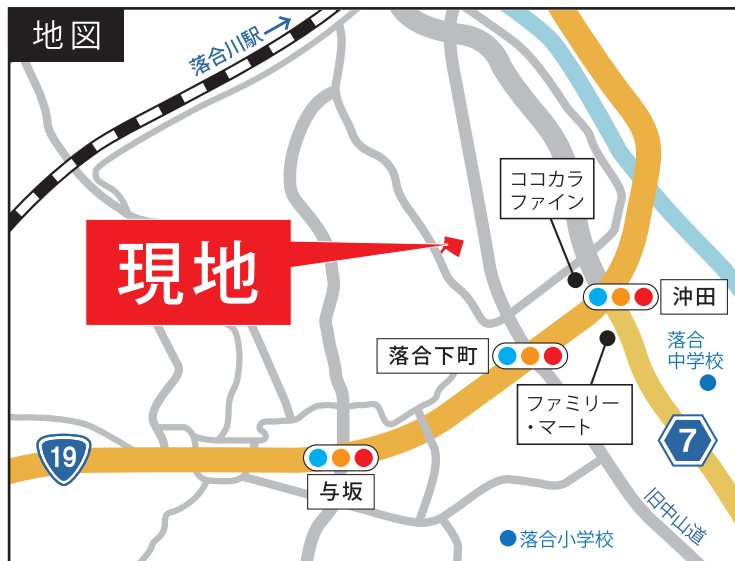 地図
落合川駅→
ココカラ
ファイン
現地
沖田
落合下町
落合
中学校
ファミリー
・マート
7
19
与坂
旧中山道
落合小学校